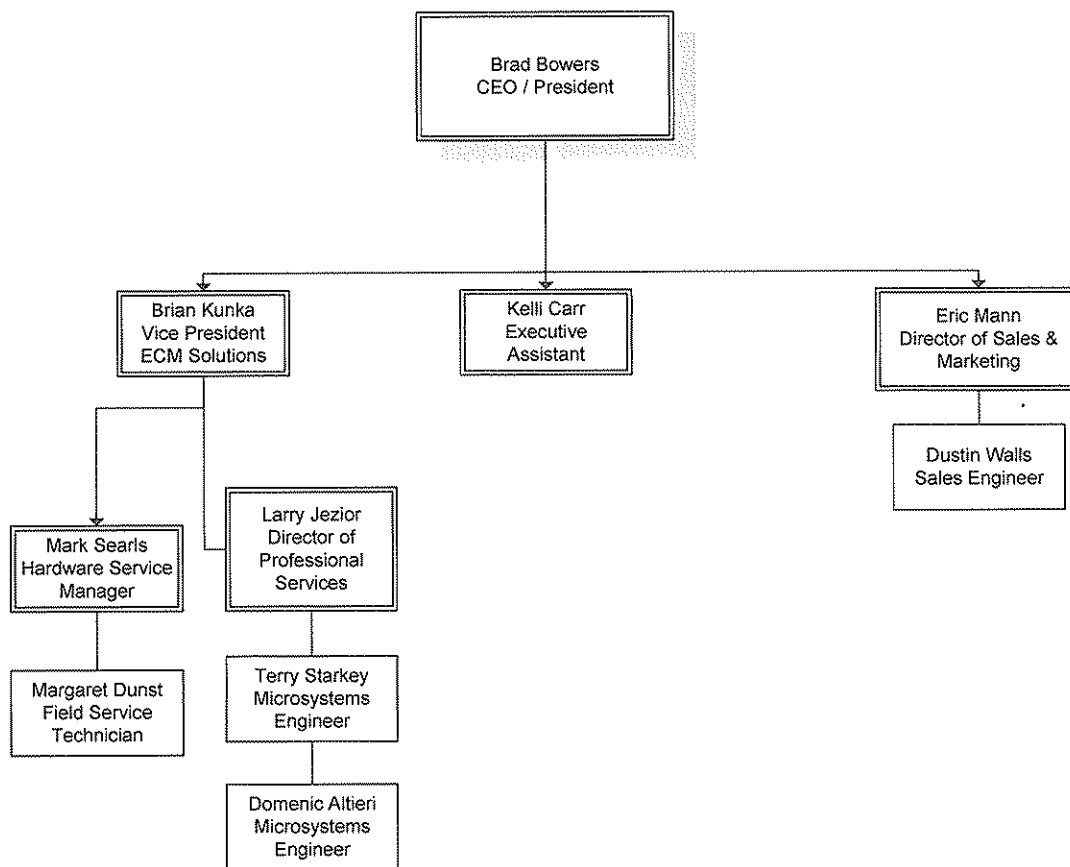 Brad Bowers
CEO / President
Brian Kunka
Vice President
ECM Solutions
Kelli Carr
Executive
Assistant
Eric Mann
Director of Sales &
Marketing
Dustin Walls
Sales Engineer
Mark Searls
Hardware Service
Manager
Larry Jezior
Director of
Professional
Services
Margaret Dunst
Field Service
Technician
Terry Starkey
Microsystems
Engineer
Domenic Altieri
Microsystems
Engineer